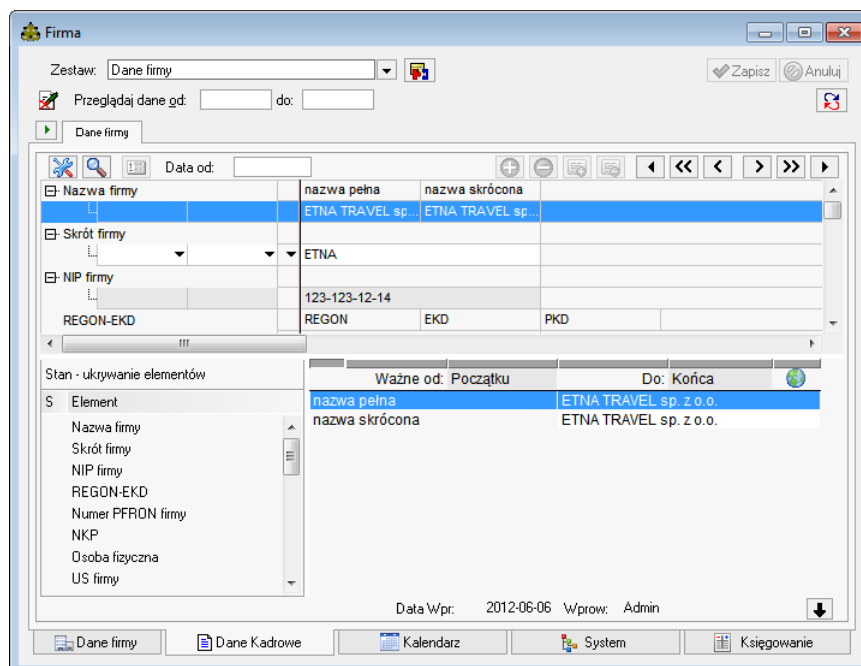 Firma
Zestaw: Dane firmy
Zapisz Anuluj
Przeglądaj dane od: do:
Dane firmy
Data od:
Nazwa firmy nazwa pełna nazwa skrócona
ETNA TRAVEL sp... ETNA TRAVEL sp...
Skrót firmy
ETNA
NIP firmy
123-123-12-14
REGON-EKD REGON EKD PKD
Stan - ukrywanie elementów
Ważne od: Początku Do: Końca
S Element
nazwa pełna ETNA TRAVEL sp. z o.o.
nazwa skrócona ETNA TRAVEL sp. z o.o.
Nazwa firmy
Skrót firmy
NIP firmy
REGON-EKD
Numer PFRON firmy
NKP
Osoba fizyczna
US firmy
Data Wpr: 2012-06-06 Wprow: Admin
Dane firmy Dane Kadrowe Kalendarz System Księgowanie